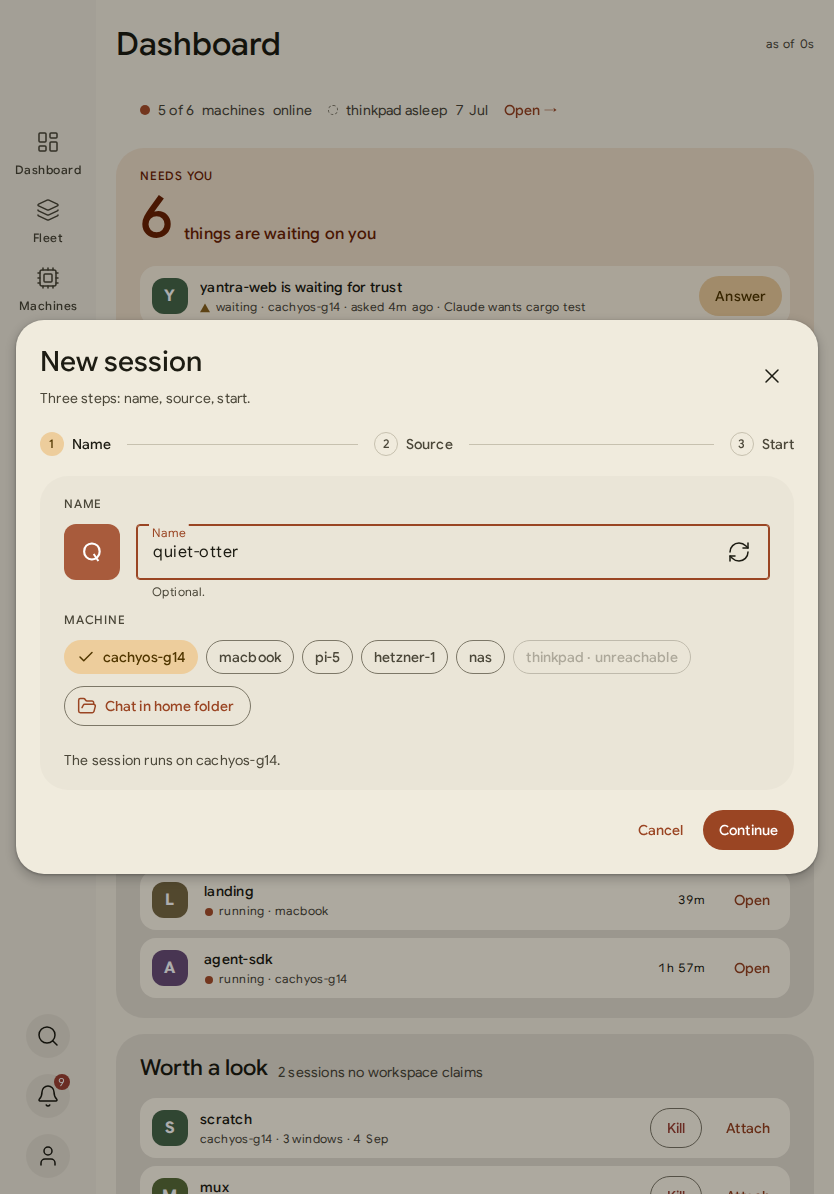 Dashboard
as of 0s
5 of 6 machines online
thinkpad asleep 7 Jul
Open →
Dashboard
Fleet
Machines
NEEDS YOU
6 things are waiting on you
Y
yantra-web is waiting for trust
waiting · cachyos-g14 · asked 4m ago · Claude wants cargo test
Answer
New session
Three steps: name, source, start.
1 Name
2 Source
3 Start
NAME
Q
Name
quiet-otter
Optional.
MACHINE
cachyos-g14
macbook
pi-5
hetzner-1
nas
thinkpad · unreachable
Chat in home folder
The session runs on cachyos-g14.
Cancel
Continue
L
landing
running · macbook
39m
Open
A
agent-sdk
running · cachyos-g14
1h 57m
Open
Worth a look
2 sessions no workspace claims
S
scratch
cachyos-g14 · 3 windows · 4 Sep
Kill
Attach
9
M
mux
Kill
Attach